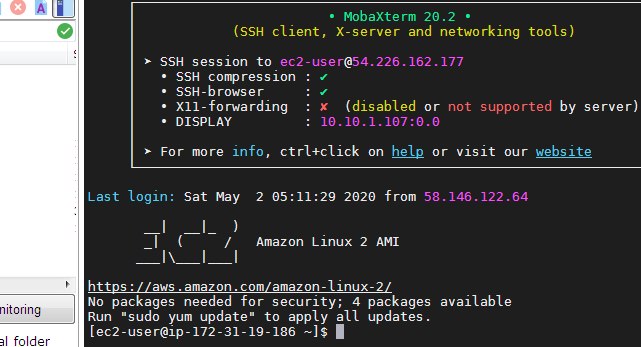 • MobaXterm 20.2 •
(SSH client, X-server and networking tools)
➤ SSH session to ec2-user@54.226.162.177
• SSH compression : ✔
• SSH-browser : ✔
• X11-forwarding : ✘ (disabled or not supported by server)
• DISPLAY : 10.10.1.107:0.0
➤ For more info, ctrl+click on help or visit our website
Last login: Sat May  2 05:11:29 2020 from 58.146.122.64
__|  __|_  )
_|  (     /   Amazon Linux 2 AMI
___|\___|___|
https://aws.amazon.com/amazon-linux-2/
No packages needed for security; 4 packages available
Run "sudo yum update" to apply all updates.
[ec2-user@ip-172-31-19-186 ~]$
nitoring
al folder